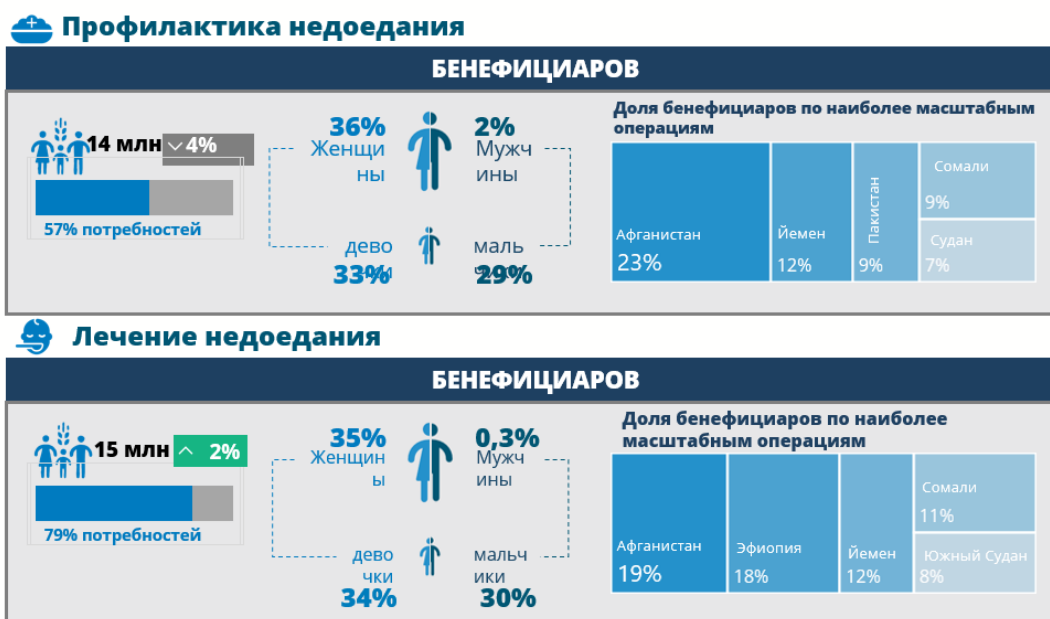 Профилактика недоедания
БЕНЕФИЦИАРОВ
14 млн
4%
57% потребностей
36%
Женщи
ны
2%
Мужч
ины
дево
33%
маль
29%
Доля бенефициаров по наиболее масштабным
операциям
Афганистан
23%
Йемен
12%
Пакистан
9%
Сомали
9%
Судан
7%
Лечение недоедания
БЕНЕФИЦИАРОВ
15 млн
2%
79% потребностей
35%
Женщин
ы
0,3%
Мужч
ины
дево
чки
34%
мальч
ики
30%
Доля бенефициаров по наиболее
масштабным операциям
Афганистан
19%
Эфиопия
18%
Йемен
12%
Сомали
11%
Южный Судан
8%